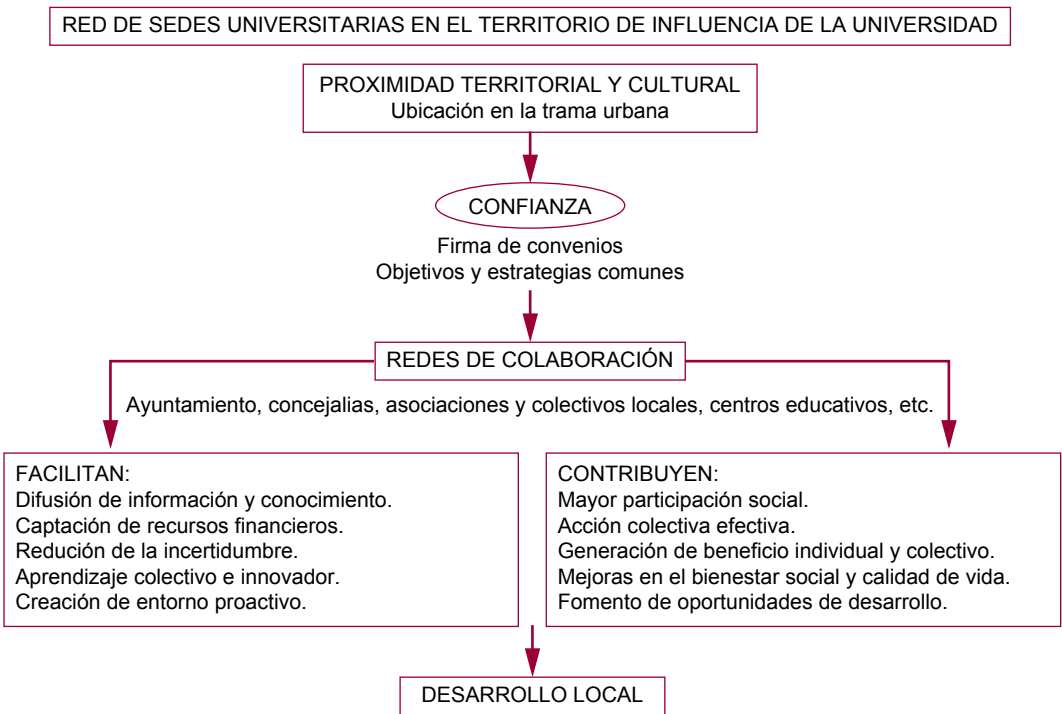 RED DE SEDES UNIVERSITARIAS EN EL TERRITORIO DE INFLUENCIA DE LA UNIVERSIDAD
PROXIMIDAD TERRITORIAL Y CULTURAL
Ubicación en la trama urbana
CONFIANZA
Firma de convenios
Objetivos y estrategias comunes
REDES DE COLABORACIÓN
Ayuntamiento, concejalias, asociaciones y colectivos locales, centros educativos, etc.
FACILITAN:
Difusión de información y conocimiento.
Captación de recursos financieros.
Redución de la incertidumbre.
Aprendizaje colectivo e innovador.
Creación de entorno proactivo.
CONTRIBUYEN:
Mayor participación social.
Acción colectiva efectiva.
Generación de beneficio individual y colectivo.
Mejoras en el bienestar social y calidad de vida.
Fomento de oportunidades de desarrollo.
DESARROLLO LOCAL